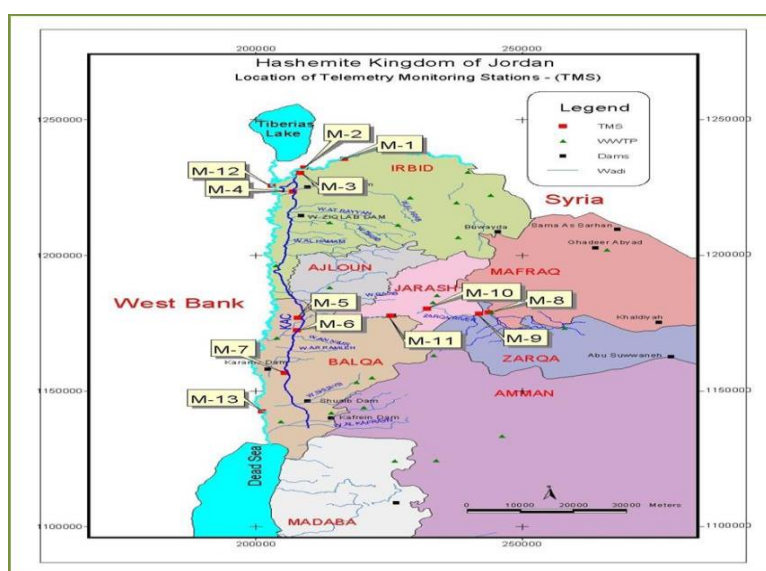 200000 250000
Hashemite Kingdom of Jordan
Location of Telemetry Monitoring Stations - (TMS)
1250000 1250000
Legend
TMS
WWTP
Dams
Wadi
Tiberias
Lake
M-2
M-1
M-12
M-4
M-3
IRBID
Syria
W.ZIQLAB DAM
Buwayda
Sama As Sarhan
Ghadeer Abyad
1200000 1200000
AJLOUN
JARASH
MAFRAQ
West Bank
KAC
M-5
M-6
M-10
M-8
M-11
M-9
Khaldiyah
M-7
BALQA
ZARQA
Abu Suwwaneh
1150000 1150000
AMMAN
M-13
Shuaib Dam
Kafrein Dam
Dead Sea
MADABA
0 10000 20000 30000 Meters
1100000 1100000
200000 250000